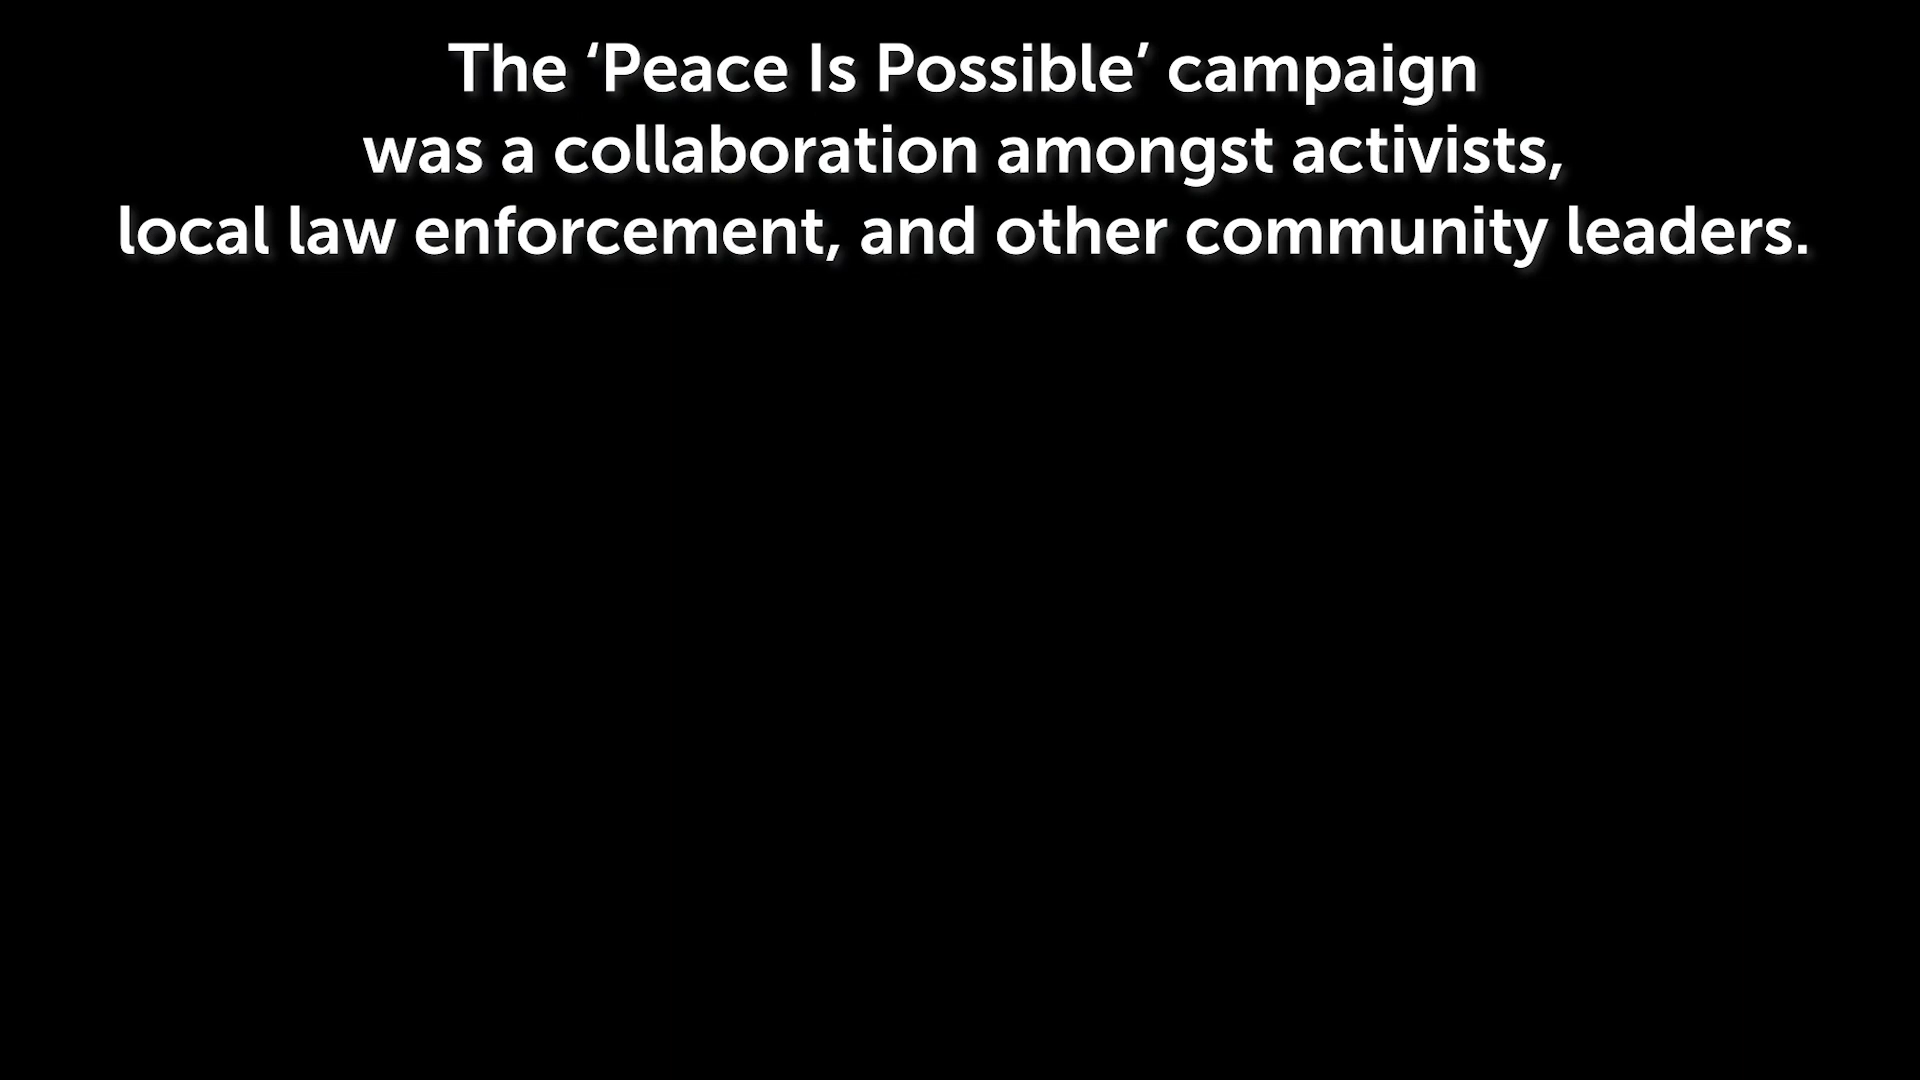 The ‘Peace Is Possible’ campaign
was a collaboration amongst activists,
local law enforcement, and other community leaders.